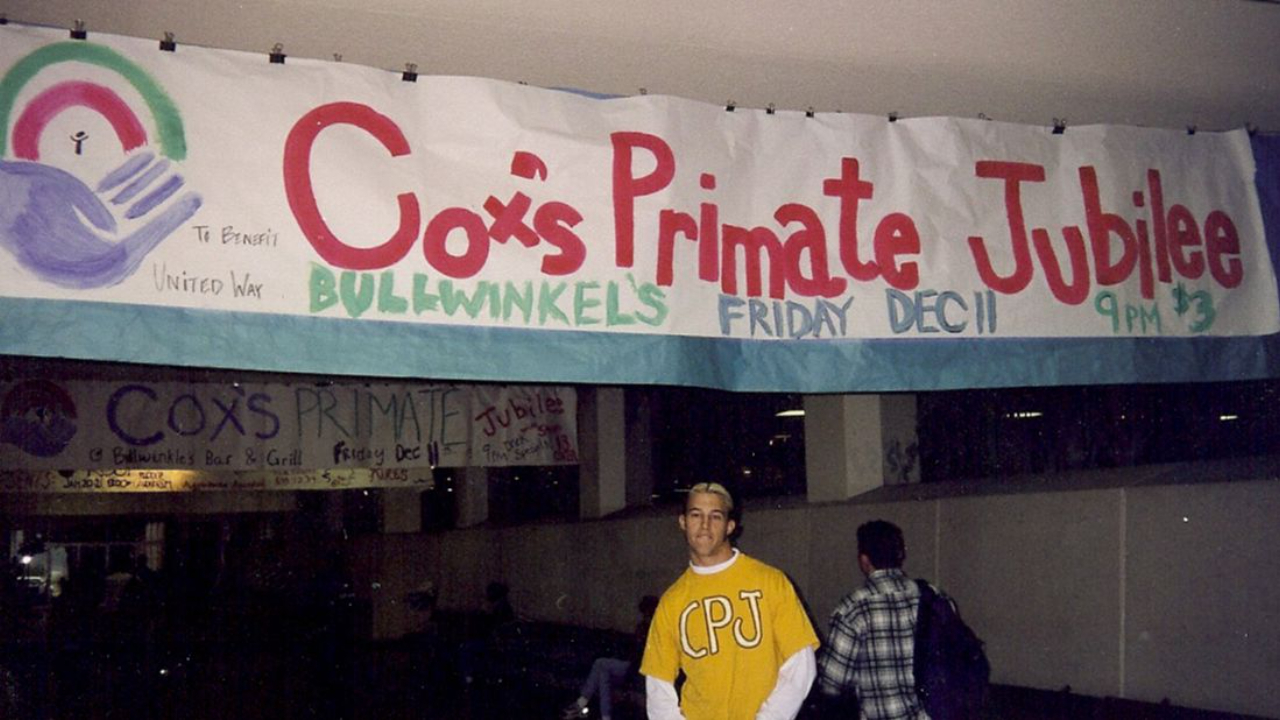 Cox's Primate Jubilee
To Benefit
United Way
BULLWINKEL'S FRIDAY DEC 11 9PM $3
COX'S PRIMATE Jubilee
@ Bullwinkle's Bar & Grill Friday Dec 11
9pm
CPJ